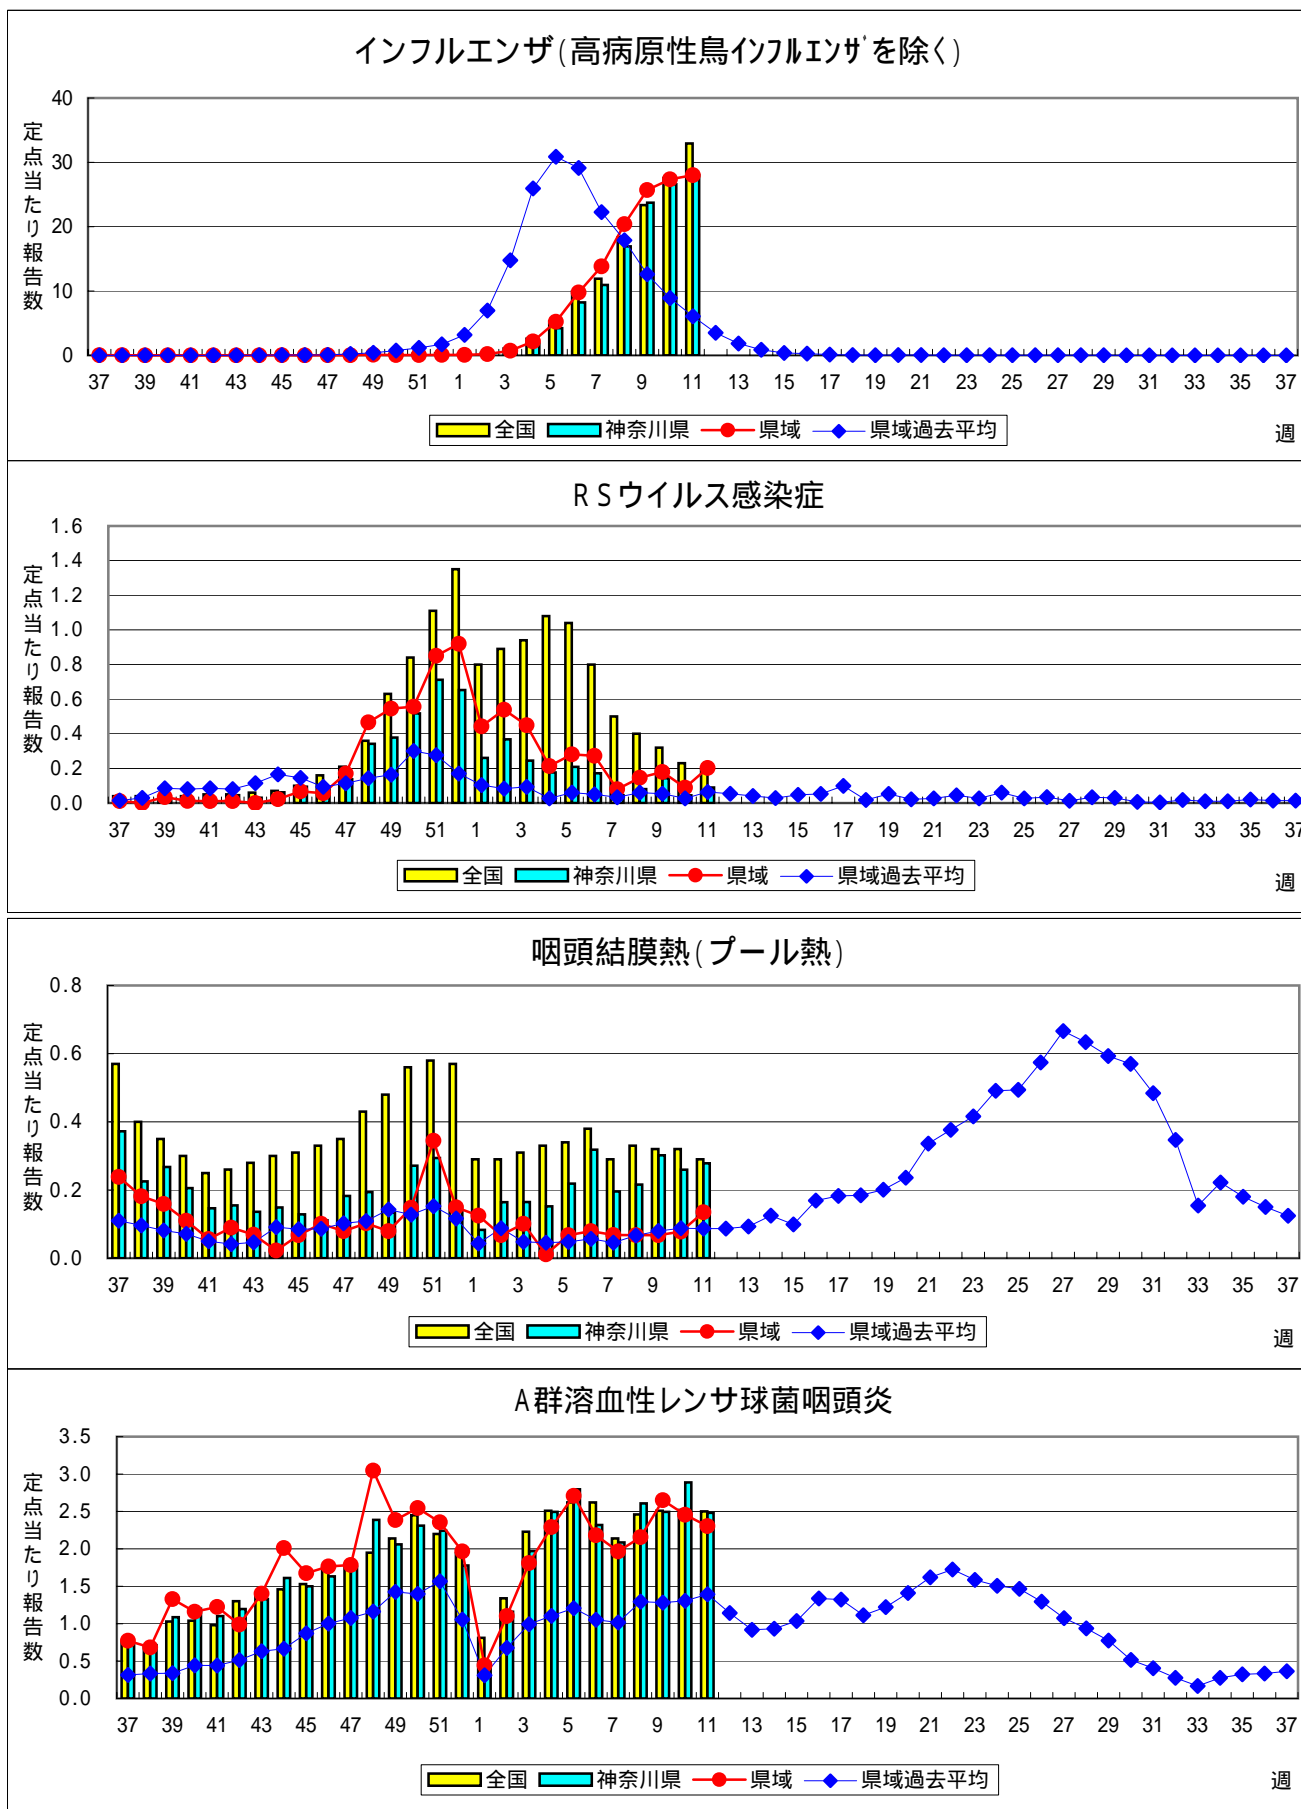 インフルエンザ(高病原性鳥ｲﾝﾌﾙｴﾝｻﾞを除く)
定点当たり報告数
40
30
20
10
0
37 39 41 43 45 47 49 51 1 3 5 7 9 11 13 15 17 19 21 23 25 27 29 31 33 35 37
全国 神奈川県 県域 県域過去平均
週
RSウイルス感染症
定点当たり報告数
1.6
1.4
1.2
1.0
0.8
0.6
0.4
0.2
0.0
37 39 41 43 45 47 49 51 1 3 5 7 9 11 13 15 17 19 21 23 25 27 29 31 33 35 37
全国 神奈川県 県域 県域過去平均
週
咽頭結膜熱(プール熱)
定点当たり報告数
0.8
0.6
0.4
0.2
0.0
37 39 41 43 45 47 49 51 1 3 5 7 9 11 13 15 17 19 21 23 25 27 29 31 33 35 37
全国 神奈川県 県域 県域過去平均
週
A群溶血性レンサ球菌咽頭炎
定点当たり報告数
3.5
3.0
2.5
2.0
1.5
1.0
0.5
0.0
37 39 41 43 45 47 49 51 1 3 5 7 9 11 13 15 17 19 21 23 25 27 29 31 33 35 37
全国 神奈川県 県域 県域過去平均
週